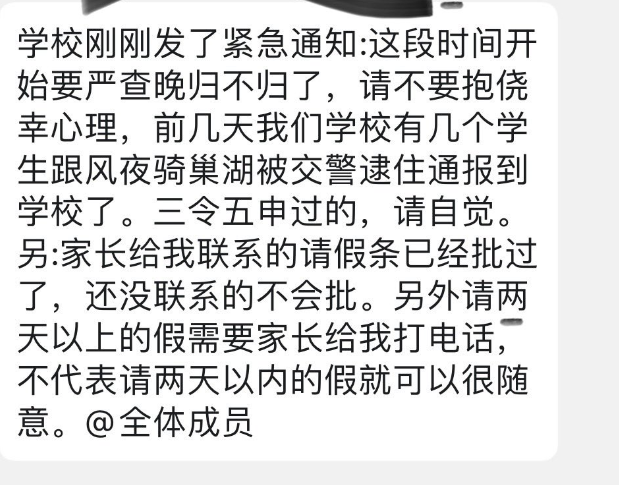 学校刚刚发了紧急通知:这段时间开
始要严查晚归不归了，请不要抱侥
幸心理，前几天我们学校有几个学
生跟风夜骑巢湖被交警逮住通报到
学校了。三令五申过的，请自觉。
另:家长给我联系的请假条已经批过
了，还没联系的不会批。另外请两
天以上的假需要家长给我打电话，
不代表请两天以内的假就可以很随
意。@全体成员